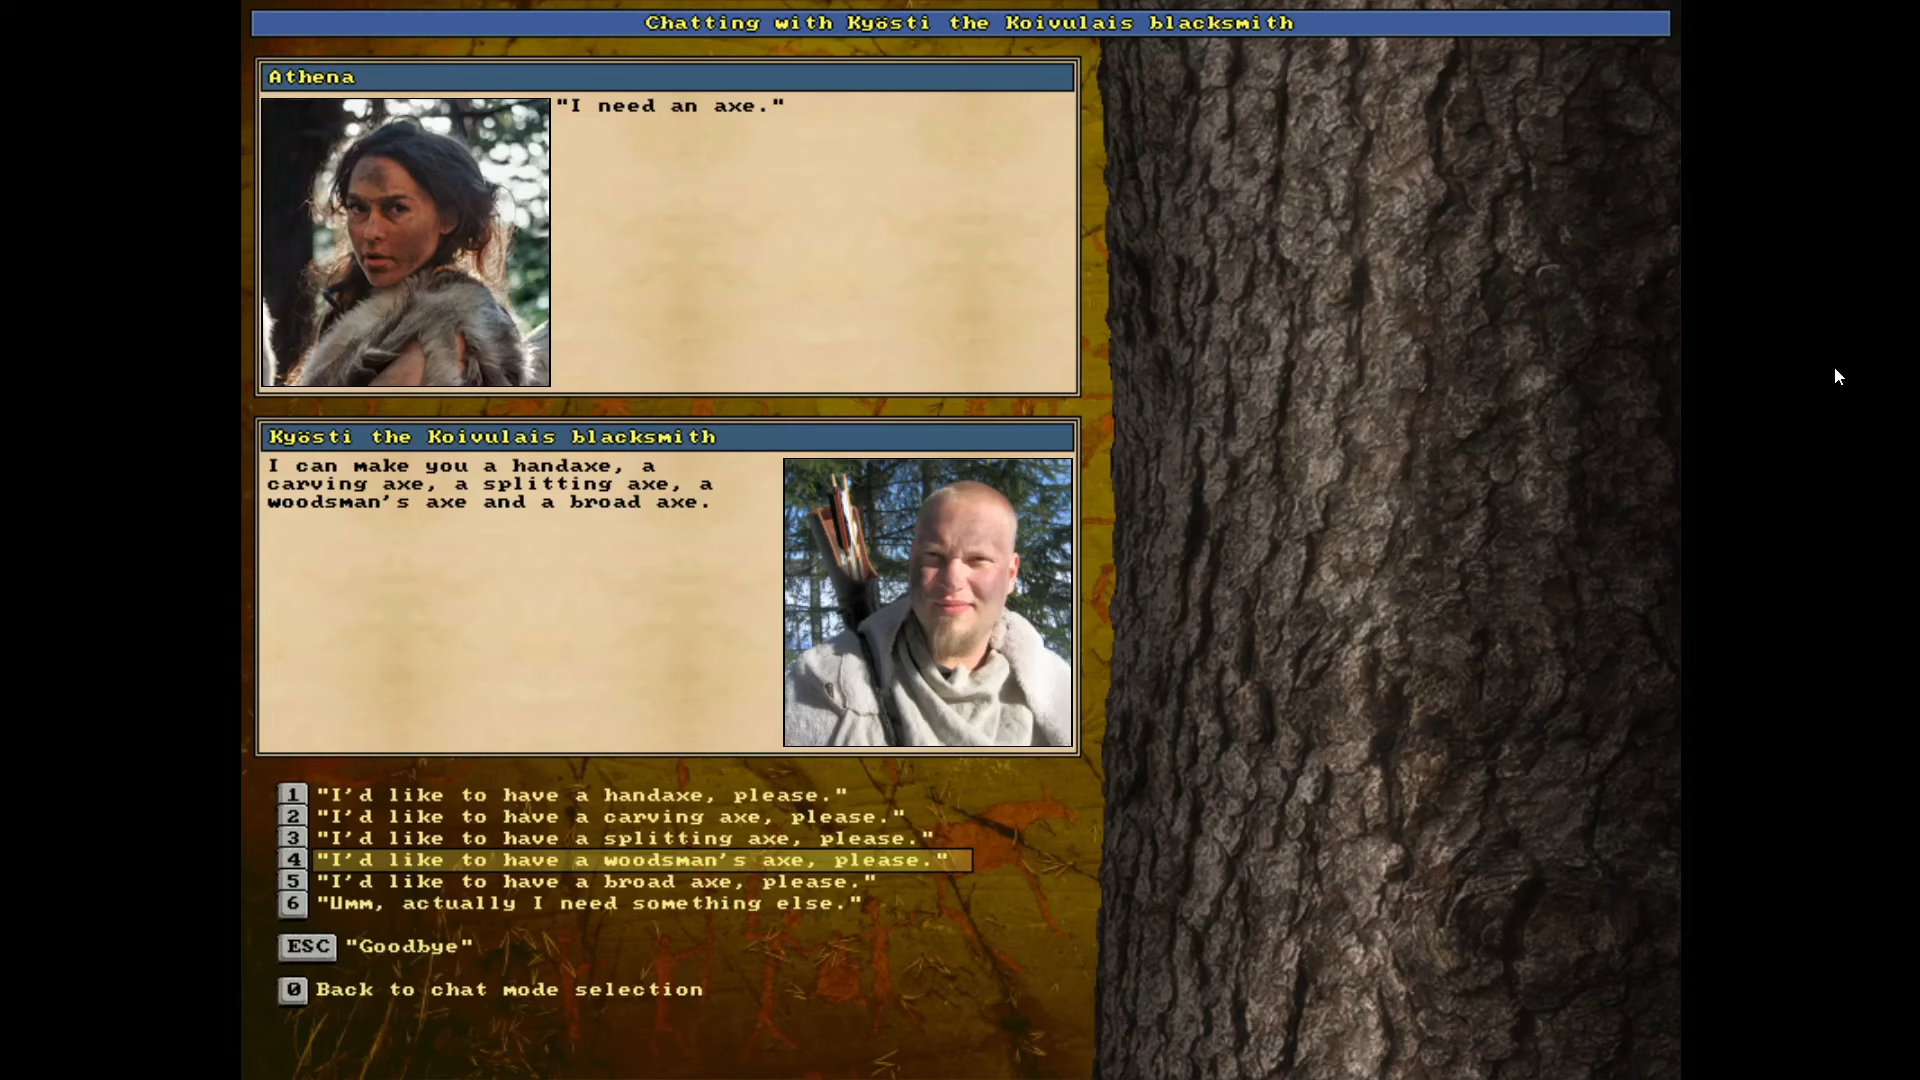 Chatting with Kyösti the Koivulais blacksmith
Athena
"I need an axe."
Kyösti the Koivulais blacksmith
I can make you a handaxe, a
carving axe, a splitting axe, a
woodsman's axe and a broad axe.
1 "I'd like to have a handaxe, please."
2 "I'd like to have a carving axe, please."
3 "I'd like to have a splitting axe, please."
4 "I'd like to have a woodsman's axe, please."
5 "I'd like to have a broad axe, please."
6 "Umm, actually I need something else."
ESC "Goodbye"
0 Back to chat mode selection